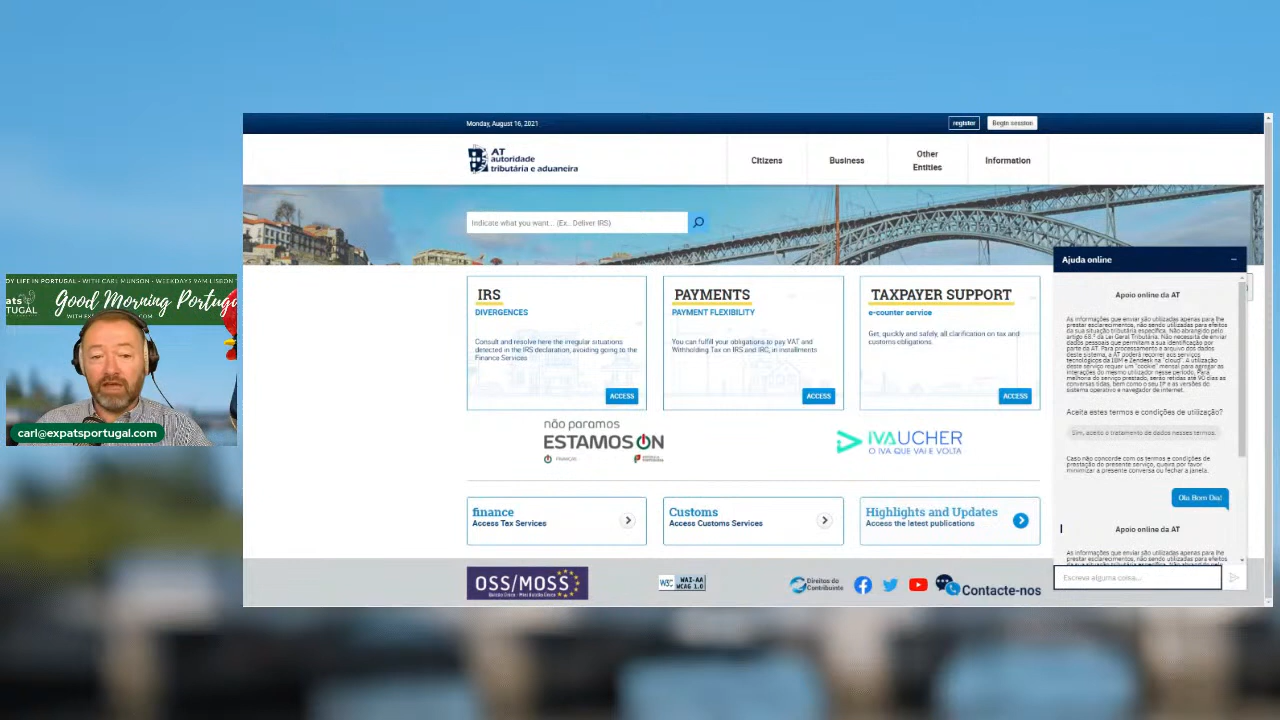 Monday, August 16, 2021
register
Begin session
AT
autoridade
tributária e aduaneira
Citizens
Business
Other
Entities
Information
Indicate what you want... (Ex.. Deliver IRS)
IRS
DIVERGENCES
Consult and resolve here the irregular situations
detected in the IRS declaration, avoiding going to the
Finance Services
ACCESS
PAYMENTS
PAYMENT FLEXIBILITY
You can fulfill your obligations to pay VAT and
Withholding Tax on IRS and IRC, in installments
ACCESS
TAXPAYER SUPPORT
e-counter service
Get, quickly and safely, all clarification on tax and
customs obligations.
ACCESS
não paramos
ESTAMOS ON
FINANÇAS
IVAUCHER
O IVA QUE VAI E VOLTA
finance
Access Tax Services
Customs
Access Customs Services
Highlights and Updates
Access the latest publications
OSS/MOSS
W3C WAI-AA
WCAG 1.0
Direitos do
Contribuinte
Contacte-nos
Ajuda online
Apoio online da AT
As informações que enviar são utilizadas apenas para lhe
prestar esclarecimentos, não sendo utilizadas para efeitos
da sua situação tributária específica. Não abrangido pelo
artigo 68.º da Lei Geral Tributária. Não necessita de enviar
dados pessoais que permitam a sua identificação por
parte da AT. Para processamento e arquivo dos dados
deste sistema, a AT poderá recorrer aos serviços
tecnológicos da IBM e Zendesk na "cloud". A utilização
deste serviço requer um "cookie" mensal para agregar as
interações do mesmo utilizador nesse período. Para
melhoria do serviço prestado, serão retidas até 90 dias as
conversas tidas, bem como o seu IP e as versões do
sistema operativo e navegador de internet.
Aceita estes termos e condições de utilização?
Sim, aceito o tratamento de dados nesses termos.
Caso não concorde com os termos e condições de
prestação do presente serviço, queira por favor
minimizar a presente conversa ou fechar a janela.
Ola Bom Dia!
Apoio online da AT
As informações que enviar são utilizadas apenas para lhe
prestar esclarecimentos, não sendo utilizadas para efeitos
Escreva alguma coisa...
DY LIFE IN PORTUGAL - WITH CARL MUNSON - WEEKDAYS 9AM LISBON
ats
TUGAL
Good Morning Portug
carl@expatsportugal.com